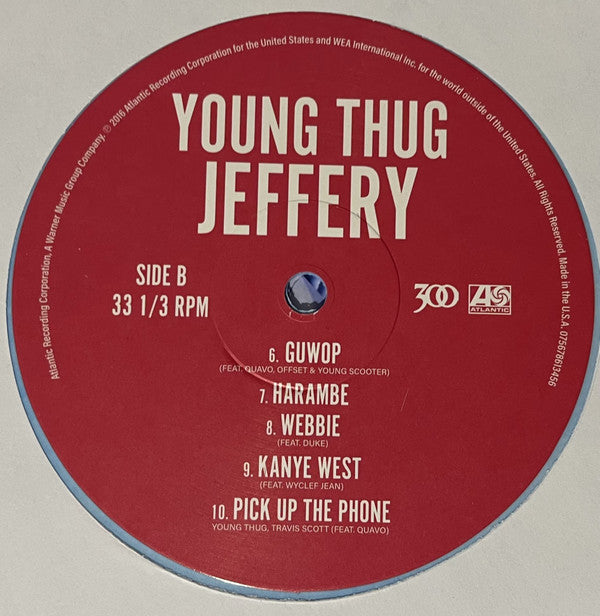 Atlantic Recording Corporation, A Warner Music Group Company. ℗ 2016 Atlantic Recording Corporation for the United States and WEA International Inc. for the world outside of the United States. All Rights Reserved. Made in the U.S.A. 075678613456
YOUNG THUG
JEFFERY
SIDE B
33 1/3 RPM
300
ATLANTIC
6. GUWOP
(FEAT. QUAVO, OFFSET & YOUNG SCOOTER)
7. HARAMBE
8. WEBBIE
(FEAT. DUKE)
9. KANYE WEST
(FEAT. WYCLEF JEAN)
10. PICK UP THE PHONE
YOUNG THUG, TRAVIS SCOTT (FEAT. QUAVO)